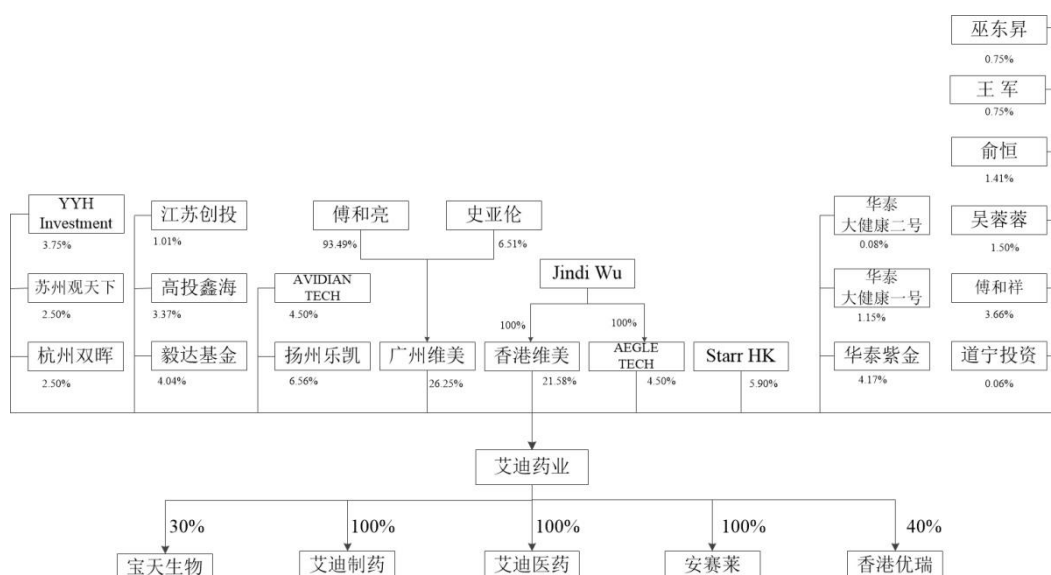 巫东昇
0.75%
王 军
0.75%
俞恒
1.41%
YYH
Investment
3.75%
江苏创投
1.01%
傅和亮
93.49%
史亚伦
6.51%
华泰
大健康二号
0.08%
吴蓉蓉
1.50%
Jindi Wu
苏州观天下
2.50%
高投鑫海
3.37%
AVIDIAN
TECH
4.50%
华泰
大健康一号
1.15%
傅和祥
3.66%
100%
100%
杭州双晖
2.50%
毅达基金
4.04%
扬州乐凯
6.56%
广州维美
26.25%
香港维美
21.58%
AEGLE
TECH
4.50%
Starr HK
5.90%
华泰紫金
4.17%
道宁投资
0.06%
艾迪药业
30%
100%
100%
100%
40%
宝天生物
艾迪制药
艾迪医药
安赛莱
香港优瑞